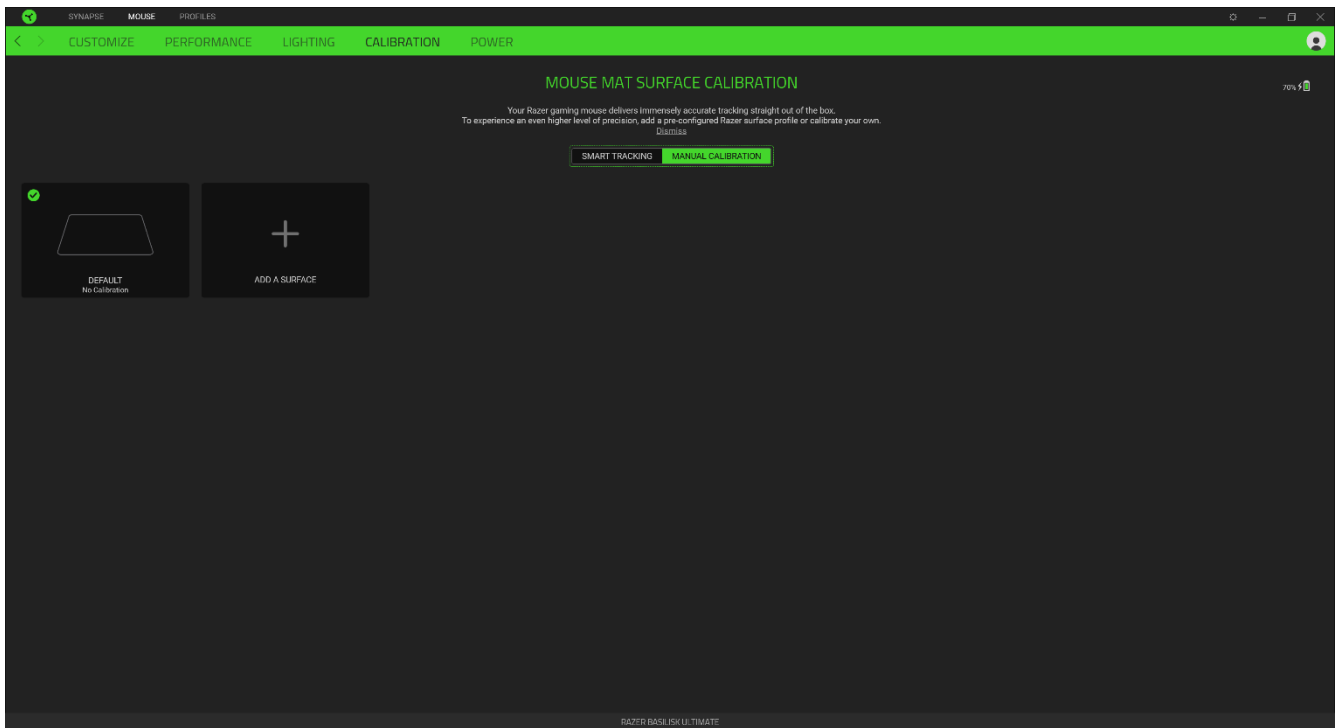 SYNAPSE MOUSE PROFILES
CUSTOMIZE PERFORMANCE LIGHTING CALIBRATION POWER
MOUSE MAT SURFACE CALIBRATION
70%
Your Razer gaming mouse delivers immensely accurate tracking straight out of the box.
To experience an even higher level of precision, add a pre-configured Razer surface profile or calibrate your own.
Dismiss
SMART TRACKING MANUAL CALIBRATION
DEFAULT
No Calibration
ADD A SURFACE
RAZER BASILISK ULTIMATE